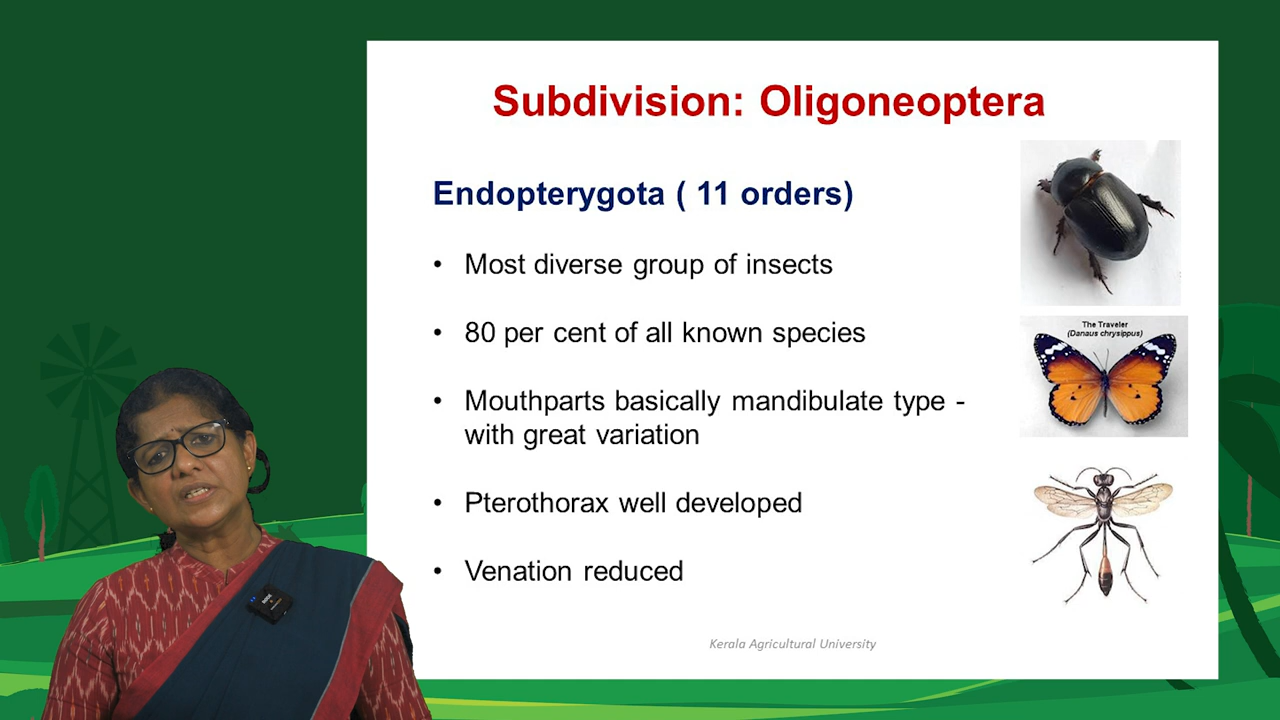 Subdivision: Oligoneoptera
Endopterygota ( 11 orders)
• Most diverse group of insects
• 80 per cent of all known species
• Mouthparts basically mandibulate type -
with great variation
• Pterothorax well developed
• Venation reduced
The Traveler
(Danaus chrysippus)
Kerala Agricultural University